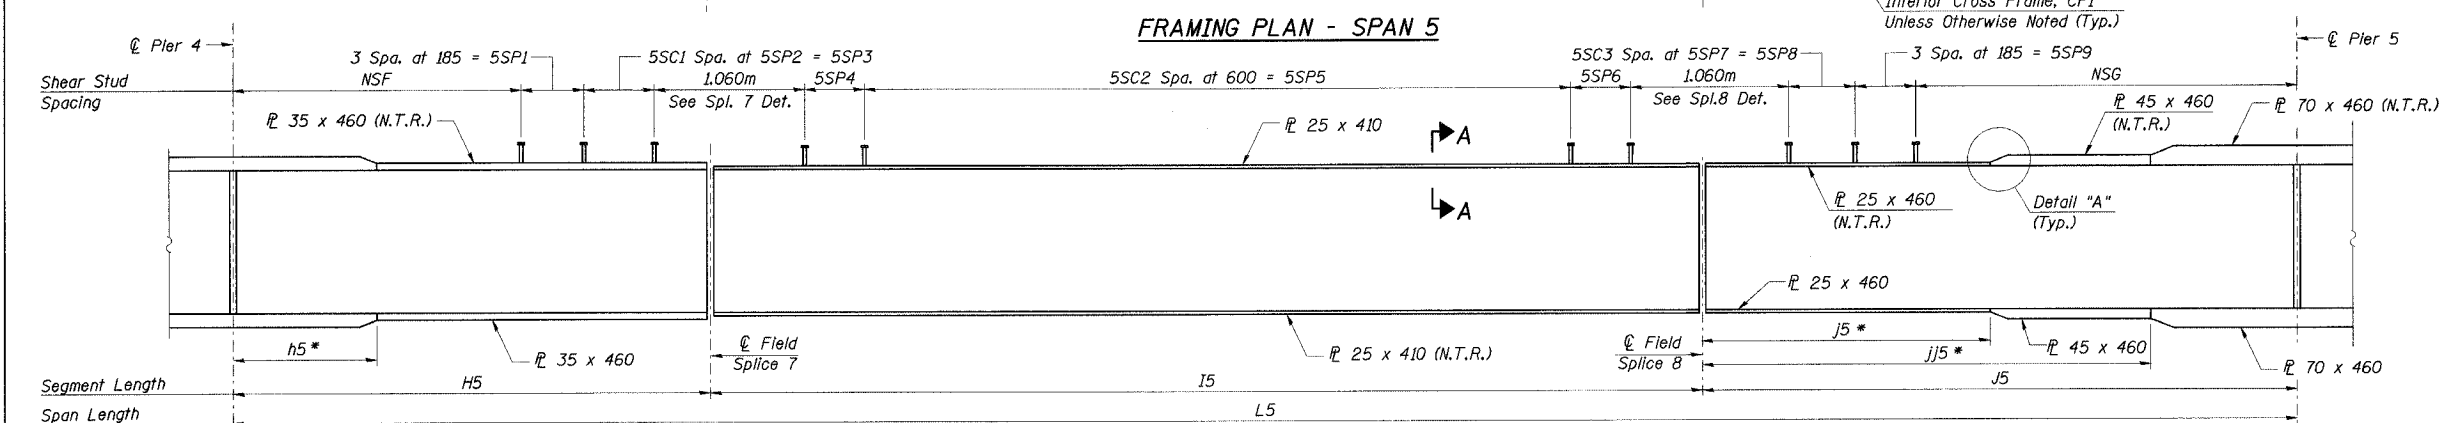 Interior Cross Frame, CF1
Unless Otherwise Noted (Typ.)
FRAMING PLAN - SPAN 5
℄ Pier 4
℄ Pier 5
3 Spa. at 185 = 5SP1
5SC1 Spa. at 5SP2 = 5SP3
5SC3 Spa. at 5SP7 = 5SP8
3 Spa. at 185 = 5SP9
Shear Stud
Spacing
NSF
1.060m
See Spl. 7 Det.
5SP4
5SC2 Spa. at 600 = 5SP5
5SP6
1.060m
See Spl.8 Det.
NSG
℄ 35 x 460 (N.T.R.)
℄ 25 x 410
A
A
℄ 45 x 460
(N.T.R.)
℄ 70 x 460 (N.T.R.)
℄ 25 x 460
(N.T.R.)
Detail "A"
(Typ.)
℄ 25 x 460
h5*
℄ 35 x 460
℄ Field
Splice 7
℄ 25 x 410 (N.T.R.)
℄ Field
Splice 8
j5*
jj5*
℄ 45 x 460
℄ 70 x 460
Segment Length
H5
I5
J5
Span Length
L5